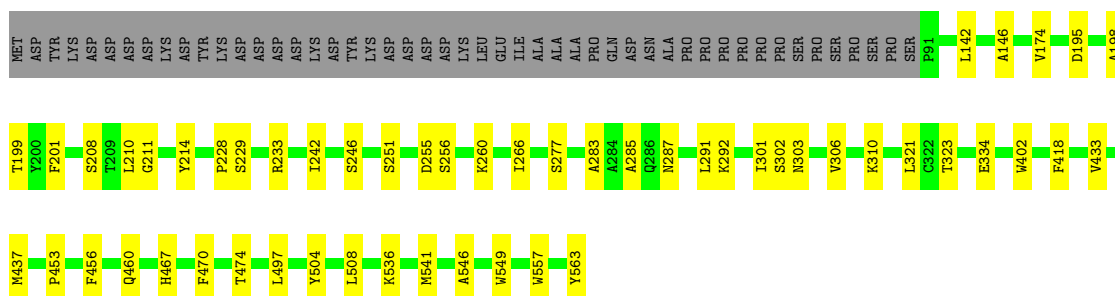 MET ASP TYR LYS ASP ASP ASP ASP LYS ASP TYR LYS ASP ASP ASP ASP LYS ASP TYR LYS ASP ASP ASP ASP LYS LEU GLU ILE ALA ALA ALA PRO GLN ASP ASN ALA PRO PRO PRO PRO PRO SER PRO SER PRO SER PRO SER P91 L142 A146 V174 D195 A198
T199 Y200 F201 S208 T209 L210 G211 Y214 P228 S229 R233 I242 S246 S251 D255 S256 K260 I266 S277 A283 A284 A285 Q286 N287 L291 K292 I301 S302 N303 V306 K310 L321 C322 T323 E334 W402 F418 V433
M437 P453 F456 Q460 H467 F470 T474 L497 Y504 L508 K536 M541 A546 W549 W557 Y563